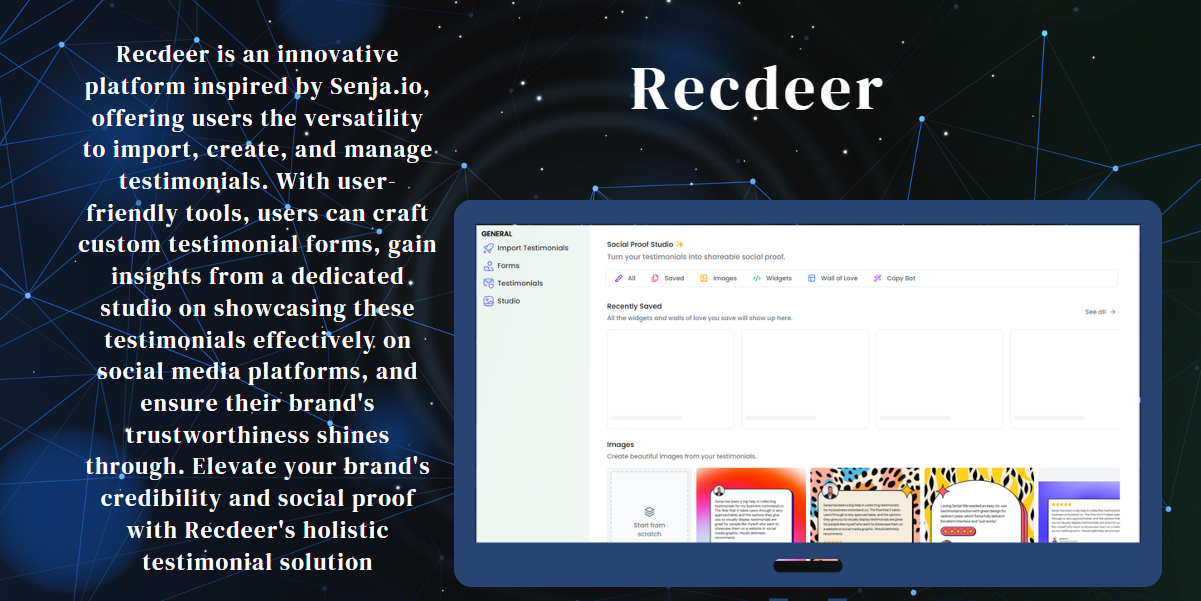 Recdeer is an innovative
platform inspired by Senja.io,
offering users the versatility
to import, create, and manage
testimonials. With user-
friendly tools, users can craft
custom testimonial forms, gain
insights from a dedicated
studio on showcasing these
testimonials effectively on
social media platforms, and
ensure their brand's
trustworthiness shines
through. Elevate your brand's
credibility and social proof
with Recdeer's holistic
testimonial solution
Recdeer
GENERAL
Import Testimonials
Forms
Testimonials
Studio
Social Proof Studio ✨
Turn your testimonials into shareable social proof.
All Saved Images Widgets Wall of Love Copy Bot
Recently Saved
All the widgets and walls of love you save will show up here.
See all →
Images
Create beautiful images from your testimonials.
Start from
scratch